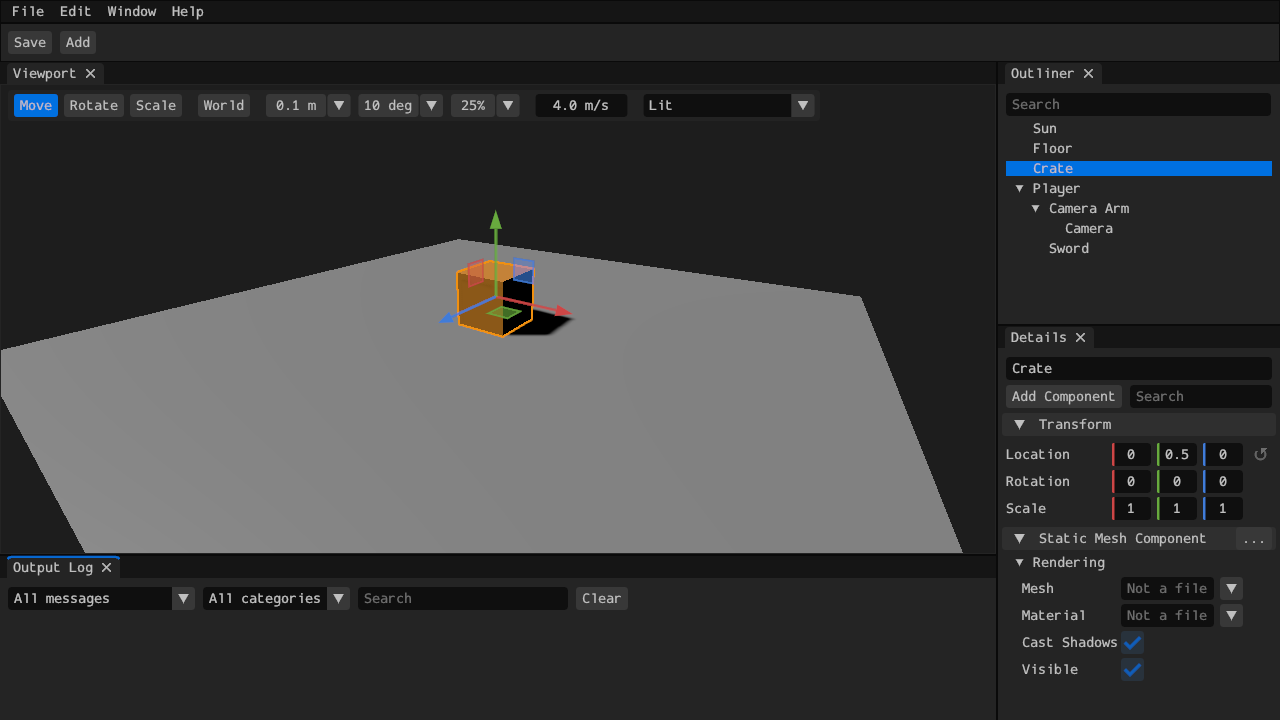 File Edit Window Help
Save Add
Viewport
Move Rotate Scale World 0.1 m 10 deg 25% 4.0 m/s Lit
Outliner
Search
Sun
Floor
Crate
Player
Camera Arm
Camera
Sword
Details
Crate
Add Component Search
Transform
Location 0 0.5 0
Rotation 0 0 0
Scale 1 1 1
Static Mesh Component ...
Rendering
Mesh Not a file
Material Not a file
Cast Shadows
Visible
Output Log
All messages All categories Search Clear